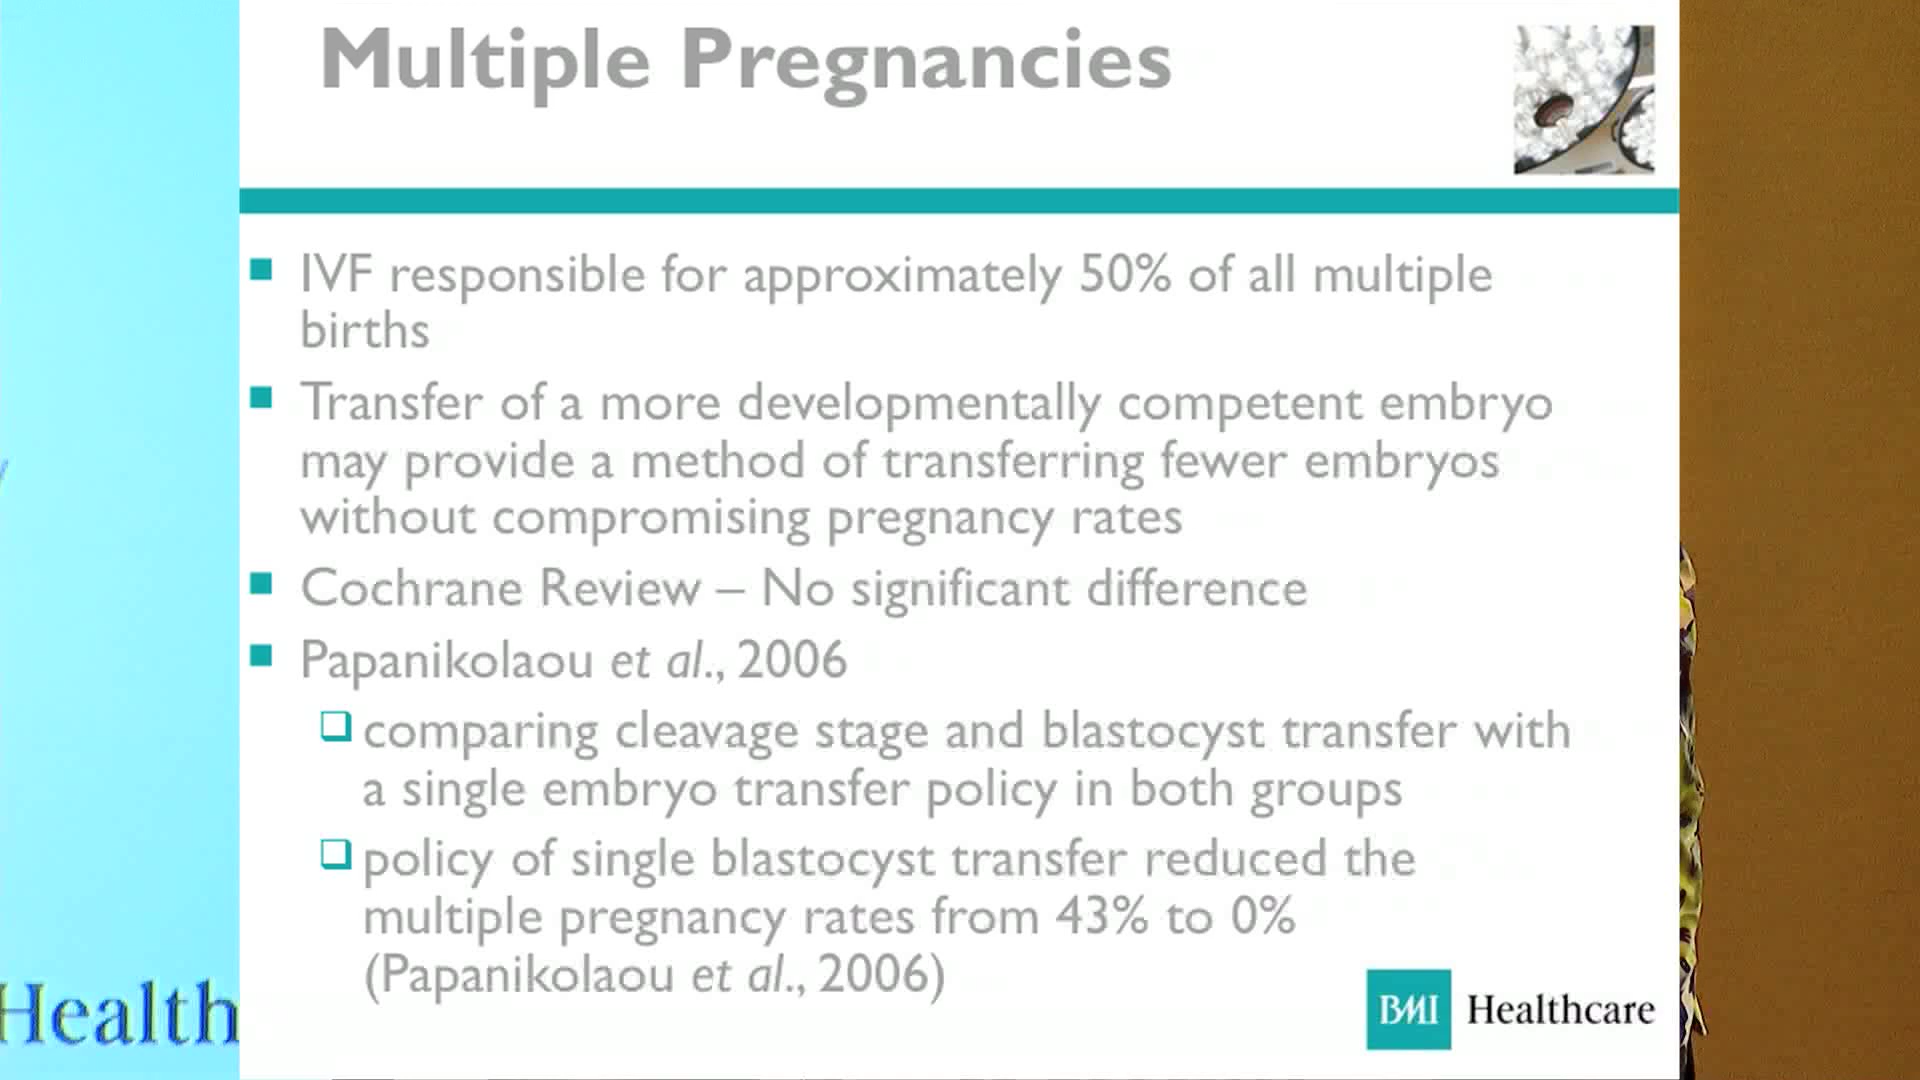 Multiple Pregnancies
IVF responsible for approximately 50% of all multiple
births
Transfer of a more developmentally competent embryo
may provide a method of transferring fewer embryos
without compromising pregnancy rates
Cochrane Review – No significant difference
Papanikolaou et al., 2006
comparing cleavage stage and blastocyst transfer with
a single embryo transfer policy in both groups
policy of single blastocyst transfer reduced the
multiple pregnancy rates from 43% to 0%
(Papanikolaou et al., 2006)
BMI Healthcare
Health